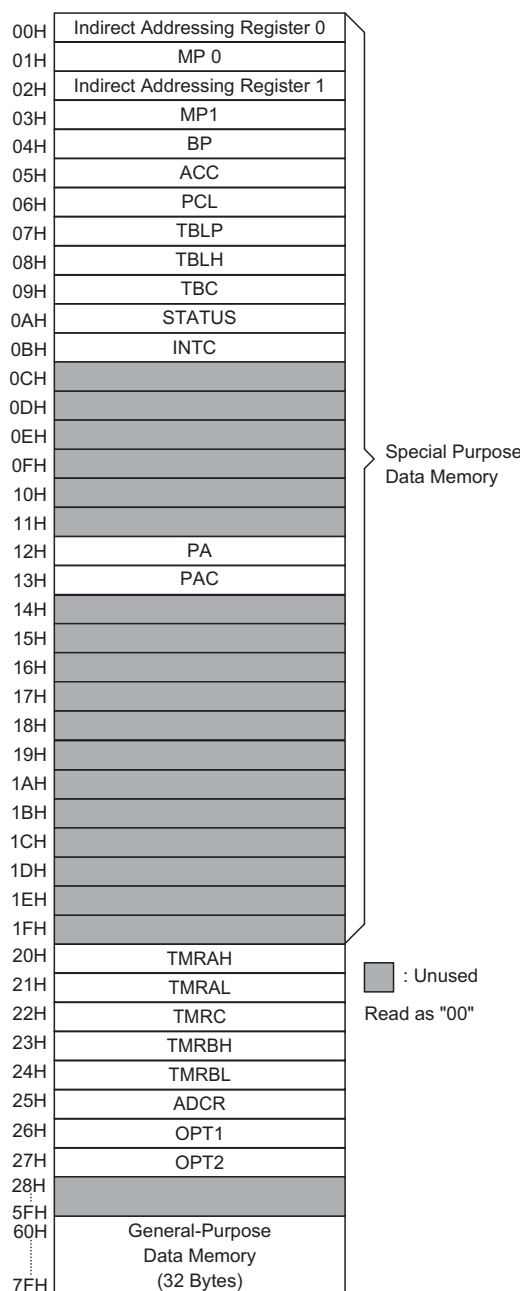 00H Indirect Addressing Register 0
01H MP 0
02H Indirect Addressing Register 1
03H MP1
04H BP
05H ACC
06H PCL
07H TBLP
08H TBLH
09H TBC
0AH STATUS
0BH INTC
0CH
0DH
0EH
0FH
10H
11H
12H PA
13H PAC
14H
15H
16H
17H
18H
19H
1AH
1BH
1CH
1DH
1EH
1FH
Special Purpose
Data Memory
20H TMRAH
21H TMRAL
22H TMRC
23H TMRBH
24H TMRBL
25H ADCR
26H OPT1
27H OPT2
28H
5FH
60H General-Purpose
Data Memory
7FH (32 Bytes)
: Unused
Read as "00"